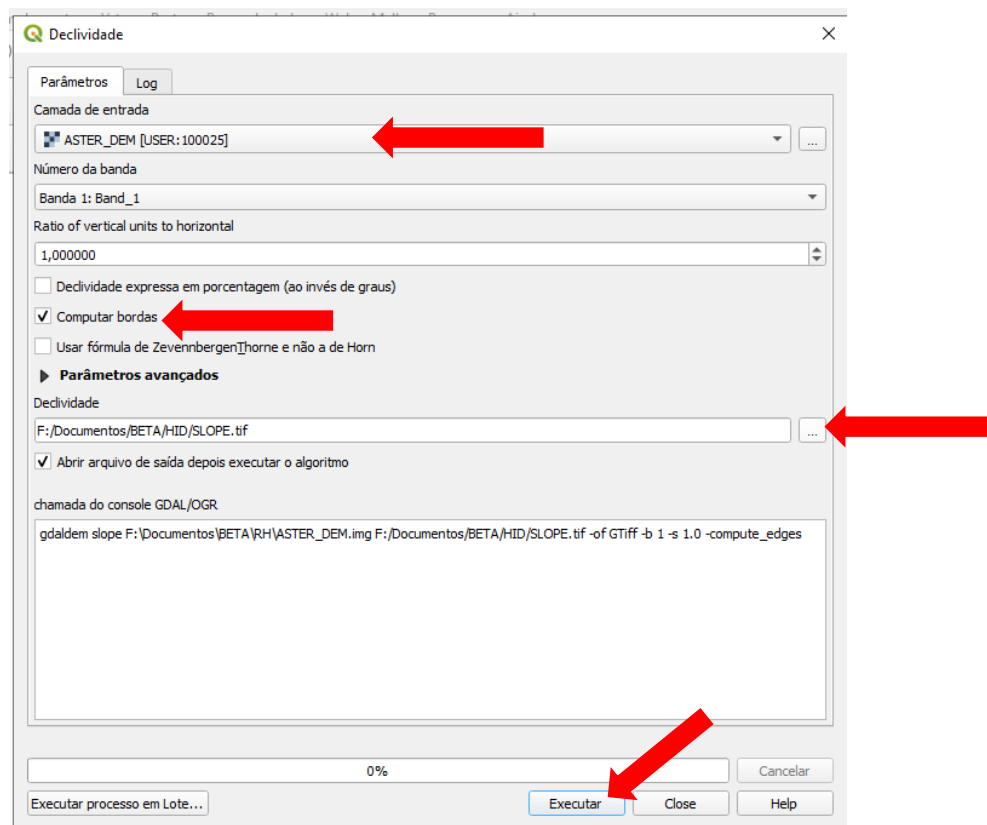 Declividade
Parâmetros
Log
Camada de entrada
ASTER_DEM [USER:100025]
...
Número da banda
Banda 1: Band_1
Ratio of vertical units to horizontal
1,000000
Declividade expressa em porcentagem (ao invés de graus)
Computar bordas
Usar fórmula de ZevennbergenThorne e não a de Horn
Parâmetros avançados
Declividade
F:/Documentos/BETA/HID/SLOPE.tif
...
Abrir arquivo de saída depois executar o algoritmo
chamada do console GDAL/OGR
gdaldem slope F:\Documentos\BETA\RH\ASTER_DEM.img F:/Documentos/BETA/HID/SLOPE.tif -of GTiff -b 1 -s 1.0 -compute_edges
0%
Cancelar
Executar processo em Lote...
Executar
Close
Help